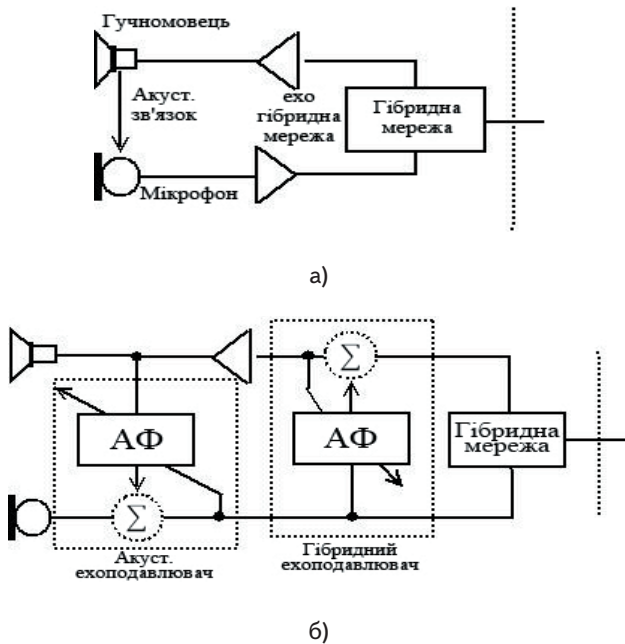 Гучномовець
Акуст.
зв'язок
ехо
гібридна
мережа
Гібридна
мережа
Мікрофон
а)
Σ
АФ
АФ
Гібридна
мережа
Σ
Акуст.
ехоподавлювач
Гібридний
ехоподавлювач
б)